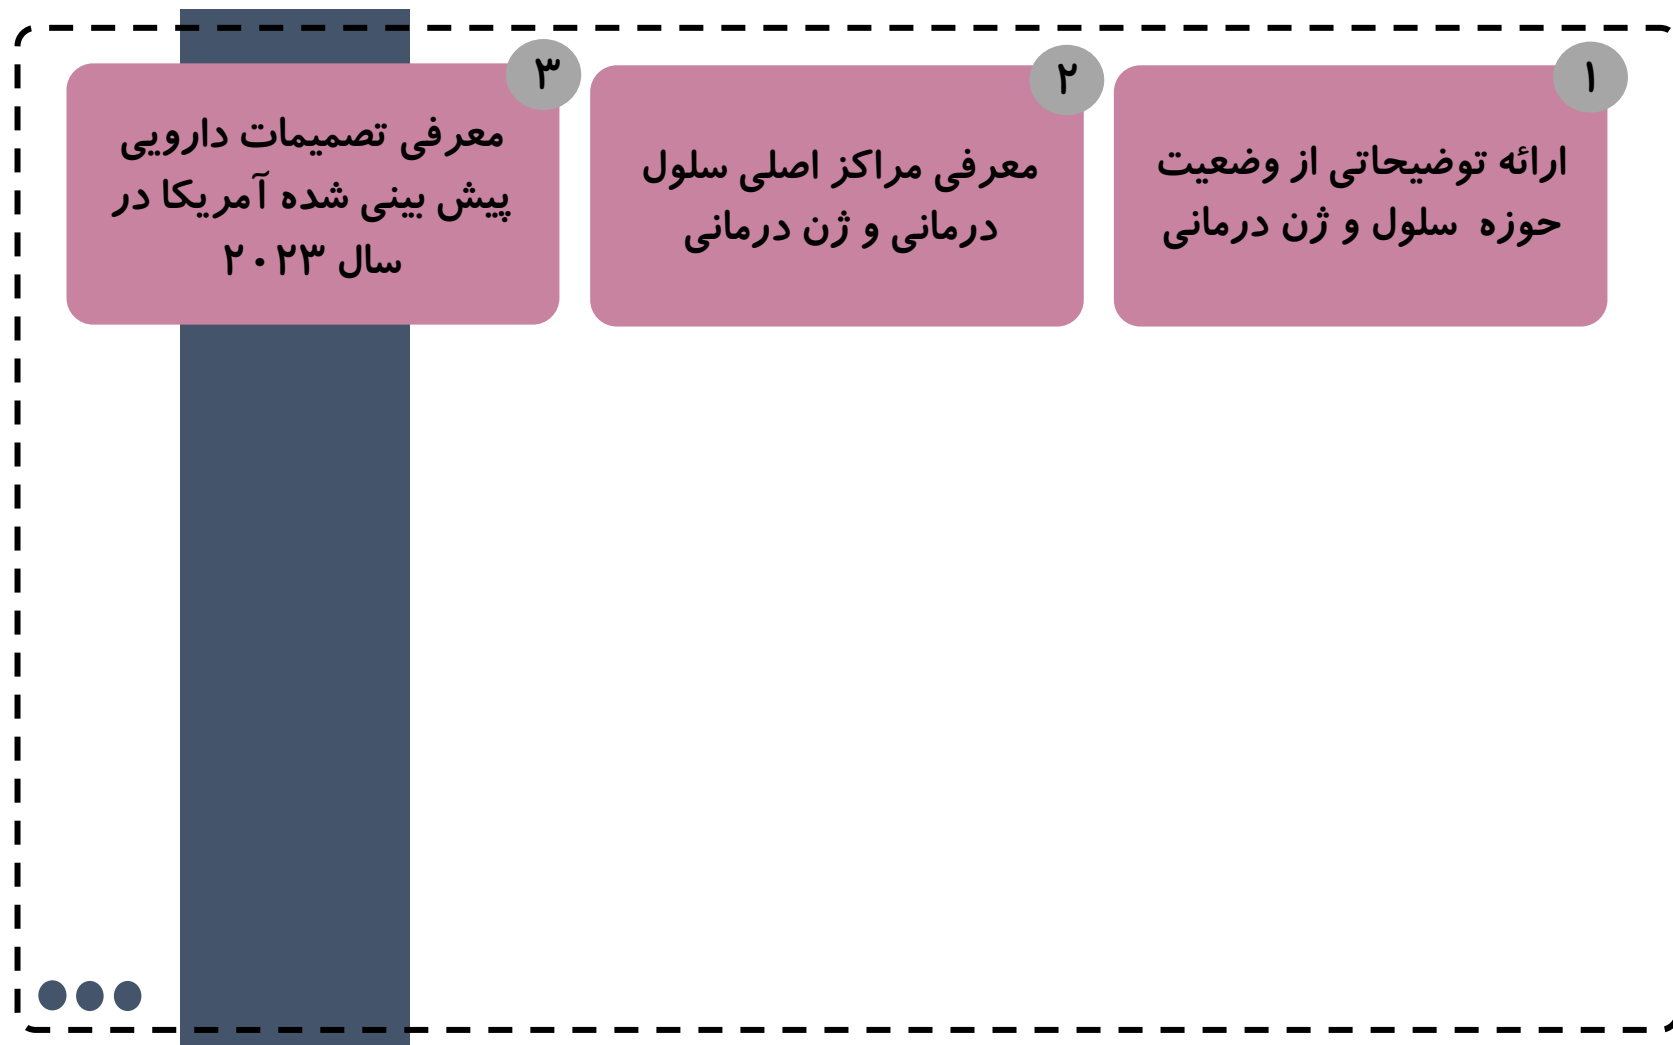 ۱
ارائه توضیحاتی از وضعیت
حوزه سلول و ژن درمانی
۲
معرفی مراکز اصلی سلول
درمانی و ژن درمانی
۳
معرفی تصمیمات دارویی
پیش بینی شده آمریکا در
سال ۲۰۲۳